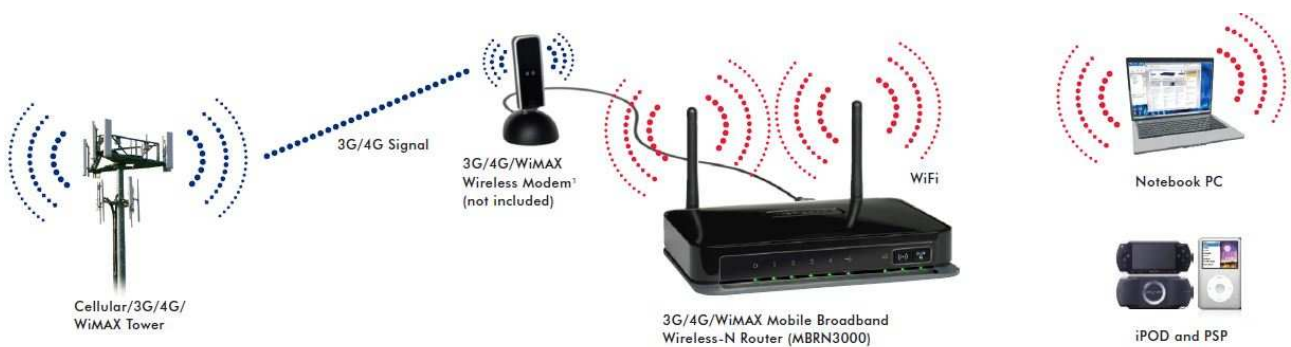 3G/4G Signal
3G/4G/WiMAX
Wireless Modem¹
(not included)
WiFi
Notebook PC
Cellular/3G/4G/
WiMAX Tower
3G/4G/WiMAX Mobile Broadband
Wireless-N Router (MBRN3000)
iPOD and PSP